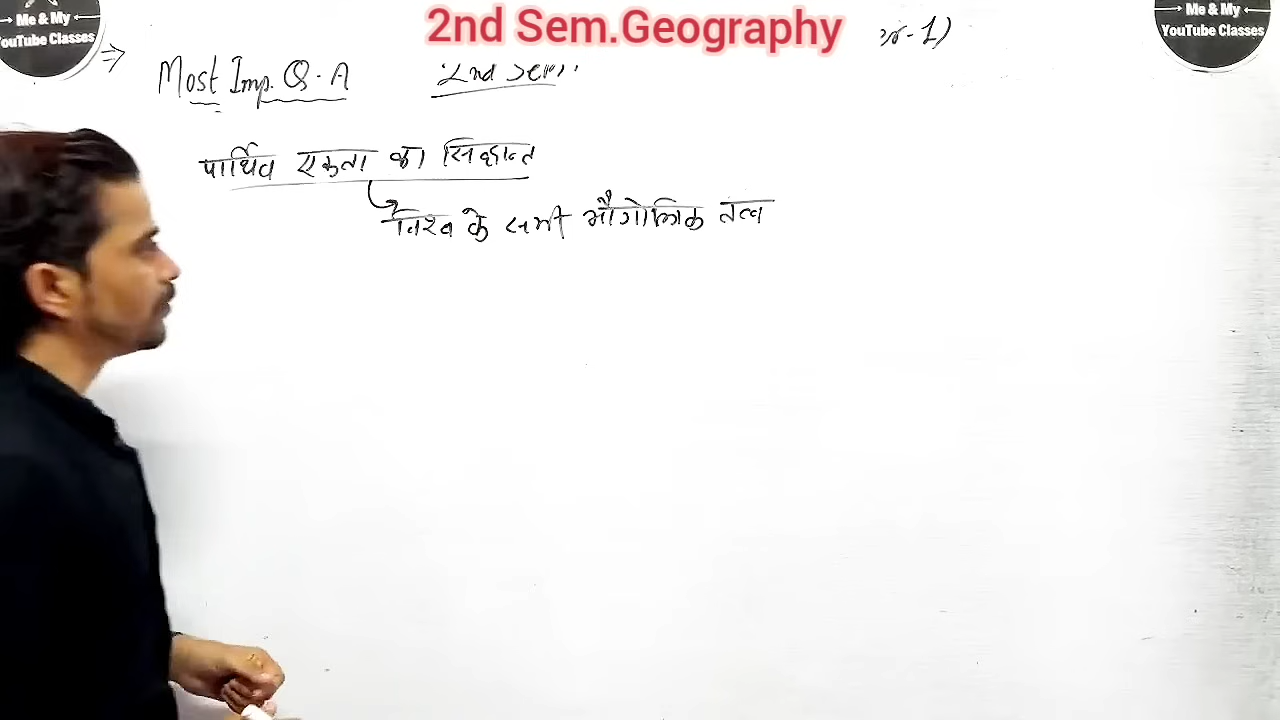 2nd Sem.Geography
Me & My
YouTube Classes
Me & My
YouTube Classes
Most Imp. Q. A 2nd Sem.
पार्थिव एकता का सिद्धान्त
विश्व के सभी भौगोलिक तत्व